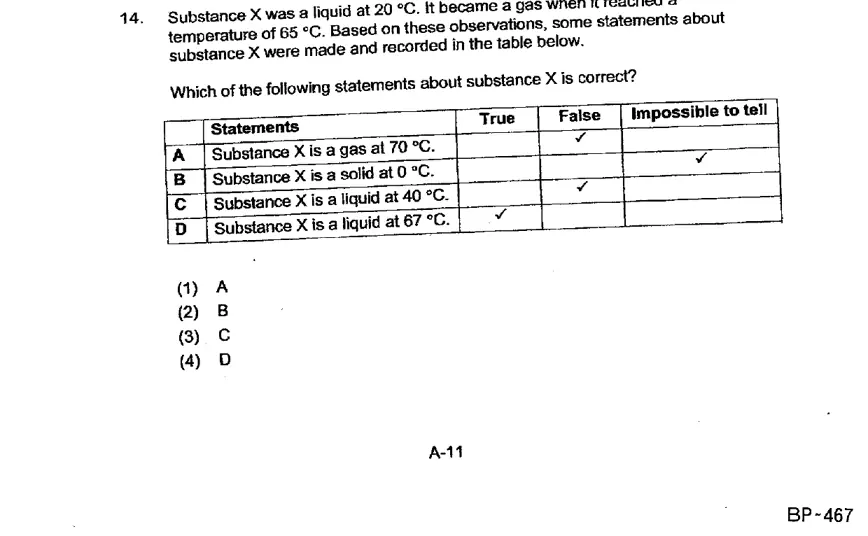 14. Substance X was a liquid at 20 °C. It became a gas when it reached a
temperature of 65 °C. Based on these observations, some statements about
substance X were made and recorded in the table below.
Which of the following statements about substance X is correct?
Statements True False Impossible to tell
A Substance X is a gas at 70 °C. ✓
B Substance X is a solid at 0 °C. ✓
C Substance X is a liquid at 40 °C. ✓
D Substance X is a liquid at 67 °C. ✓
(1) A
(2) B
(3) C
(4) D
A-11
BP-467